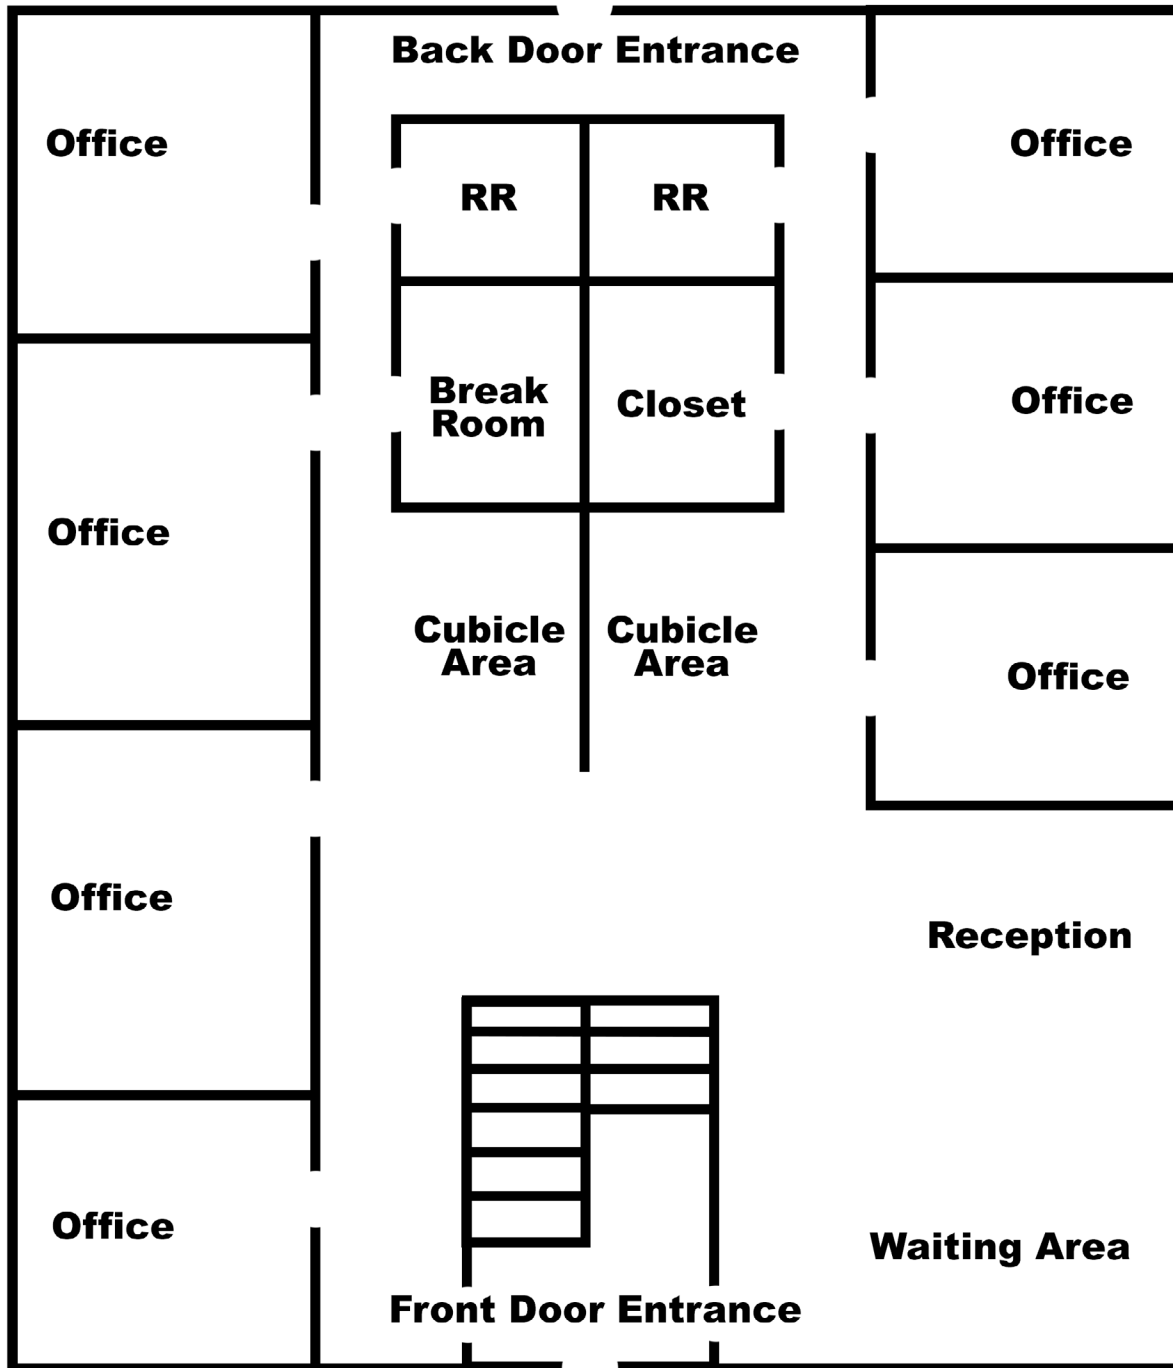 Back Door Entrance
Office
Office
RR
RR
Break
Room
Closet
Office
Office
Cubicle
Area
Cubicle
Area
Office
Office
Reception
Office
Waiting Area
Front Door Entrance